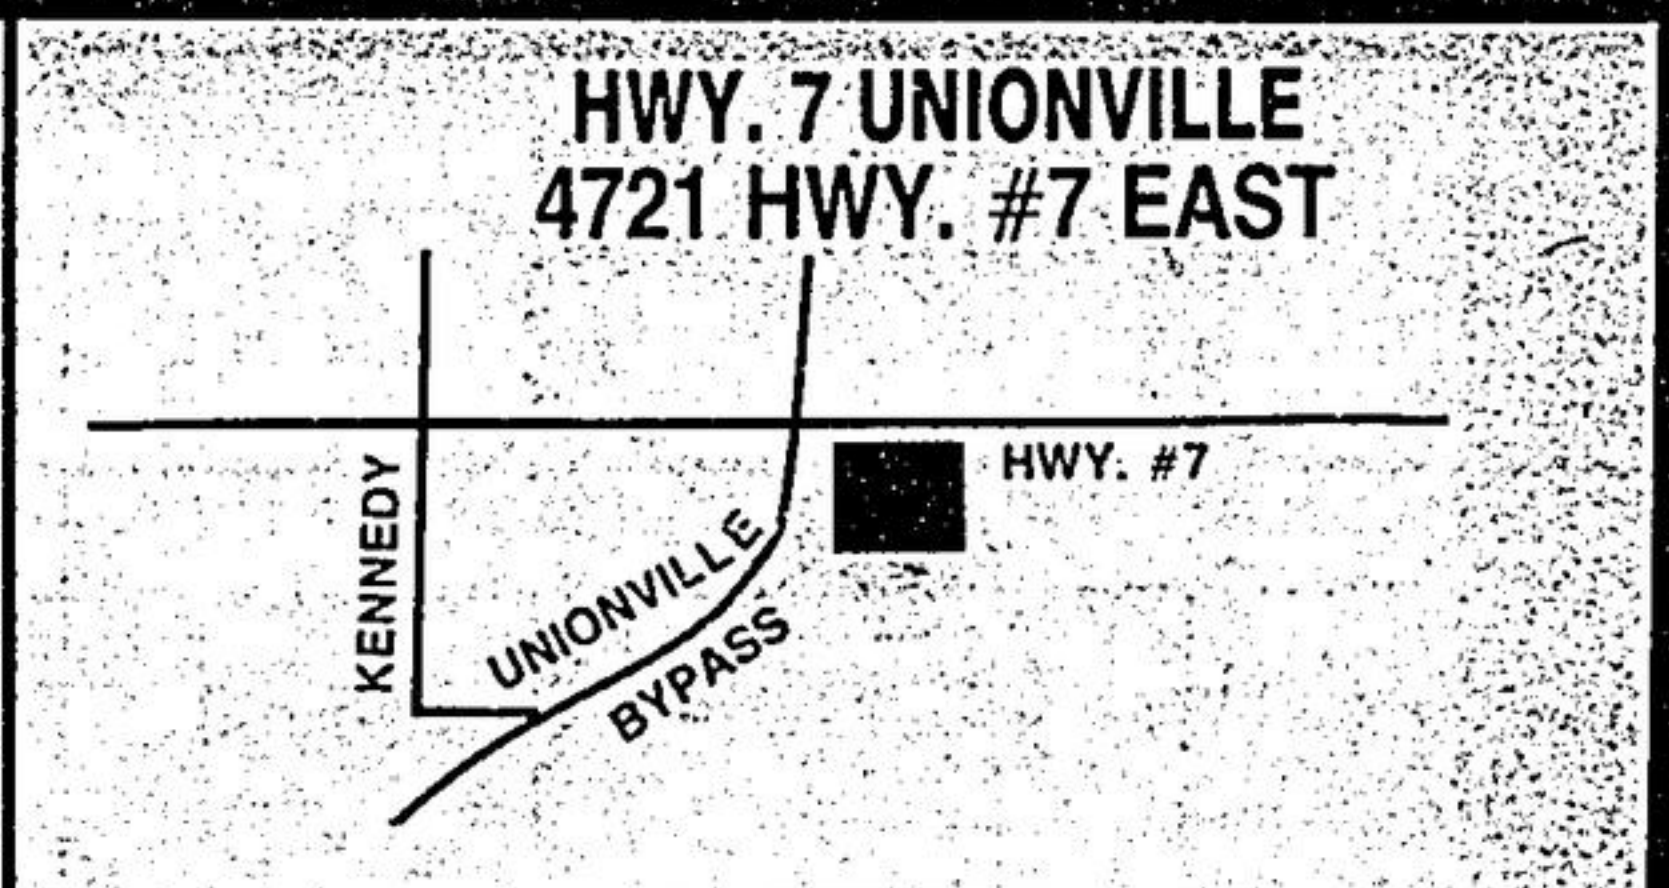 HWY. 7 UNIONVILLE
4721 HWY. #7 EAST
HWY. #7
KENNEDY
UNIONVILLE
BYPASS